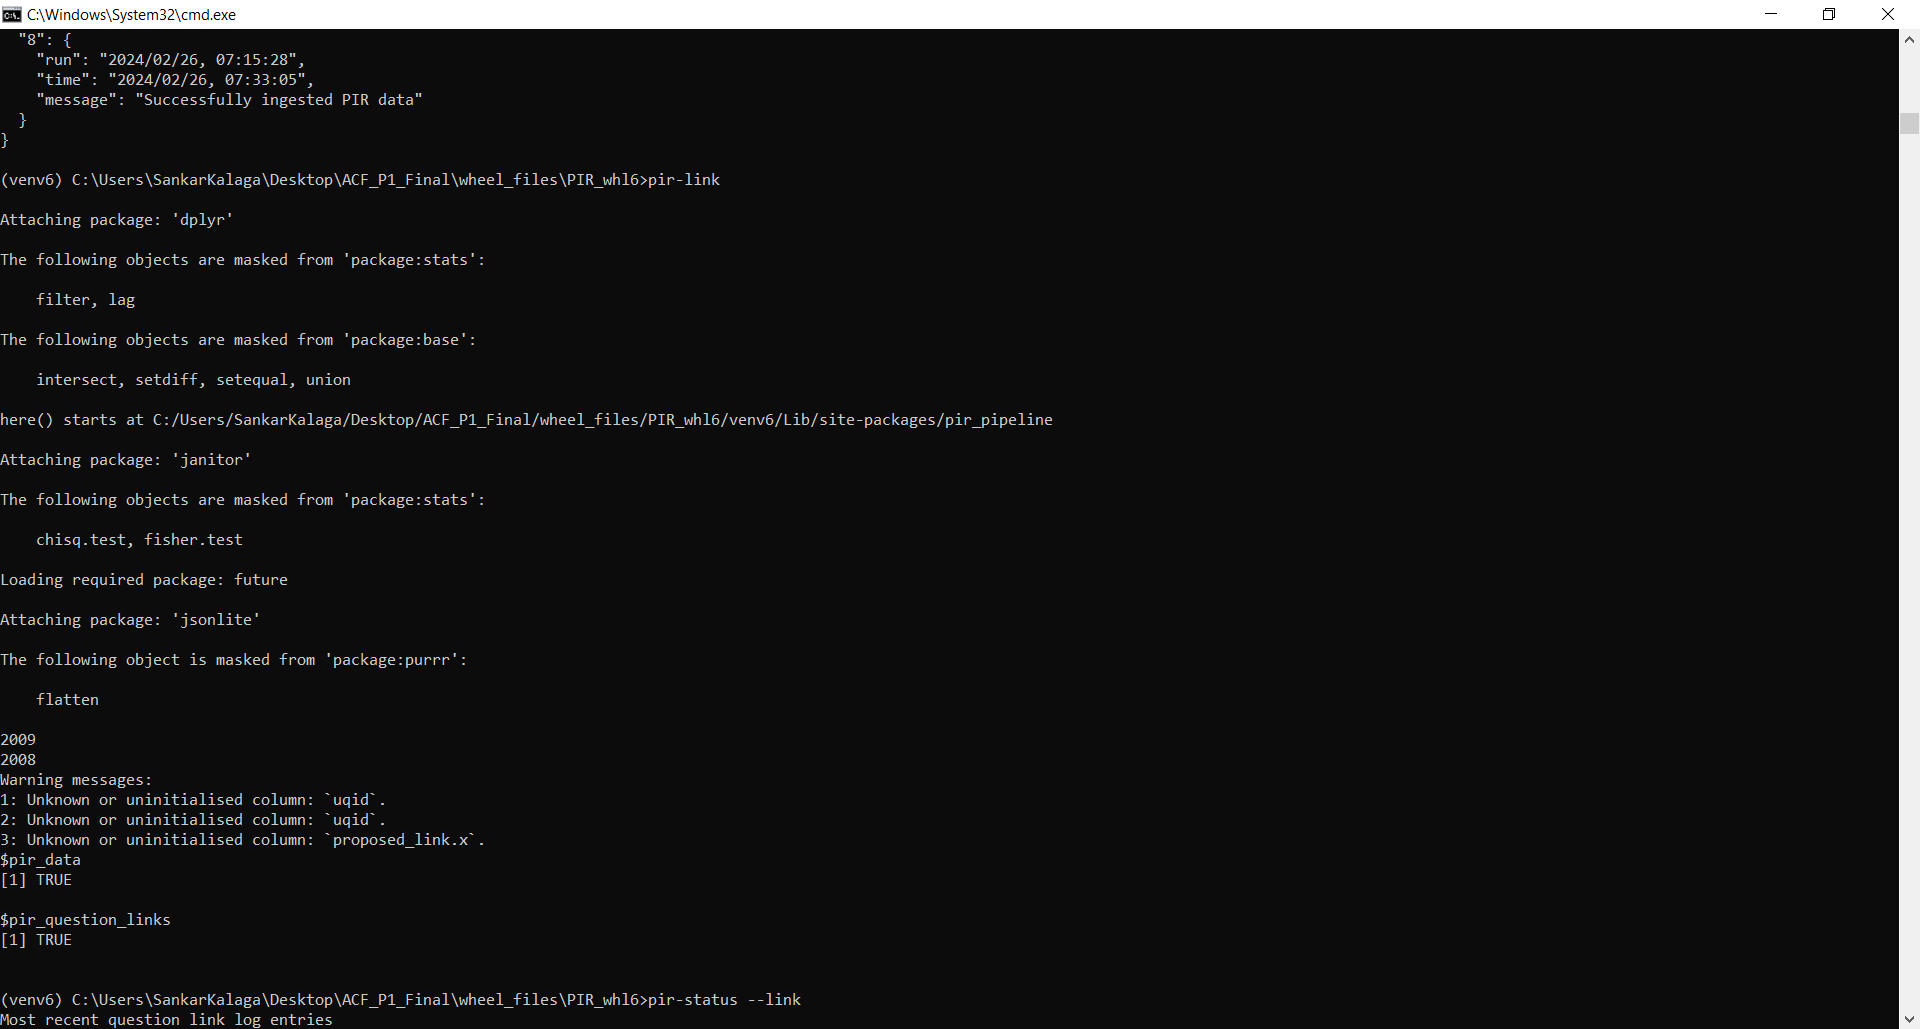 C:\Windows\System32\cmd.exe
"8": {
"run": "2024/02/26, 07:15:28",
"time": "2024/02/26, 07:33:05",
"message": "Successfully ingested PIR data"
}
}
(venv6) C:\Users\SankarKalaga\Desktop\ACF_P1_Final\wheel_files\PIR_whl6>pir-link
Attaching package: 'dplyr'
The following objects are masked from 'package:stats':
filter, lag
The following objects are masked from 'package:base':
intersect, setdiff, setequal, union
here() starts at C:/Users/SankarKalaga/Desktop/ACF_P1_Final/wheel_files/PIR_whl6/venv6/Lib/site-packages/pir_pipeline
Attaching package: 'janitor'
The following objects are masked from 'package:stats':
chisq.test, fisher.test
Loading required package: future
Attaching package: 'jsonlite'
The following object is masked from 'package:purrr':
flatten
2009
2008
Warning messages:
1: Unknown or uninitialised column: `uqid`.
2: Unknown or uninitialised column: `uqid`.
3: Unknown or uninitialised column: `proposed_link.x`.
$pir_data
[1] TRUE
$pir_question_links
[1] TRUE
(venv6) C:\Users\SankarKalaga\Desktop\ACF_P1_Final\wheel_files\PIR_whl6>pir-status --link
Most recent question link log entries